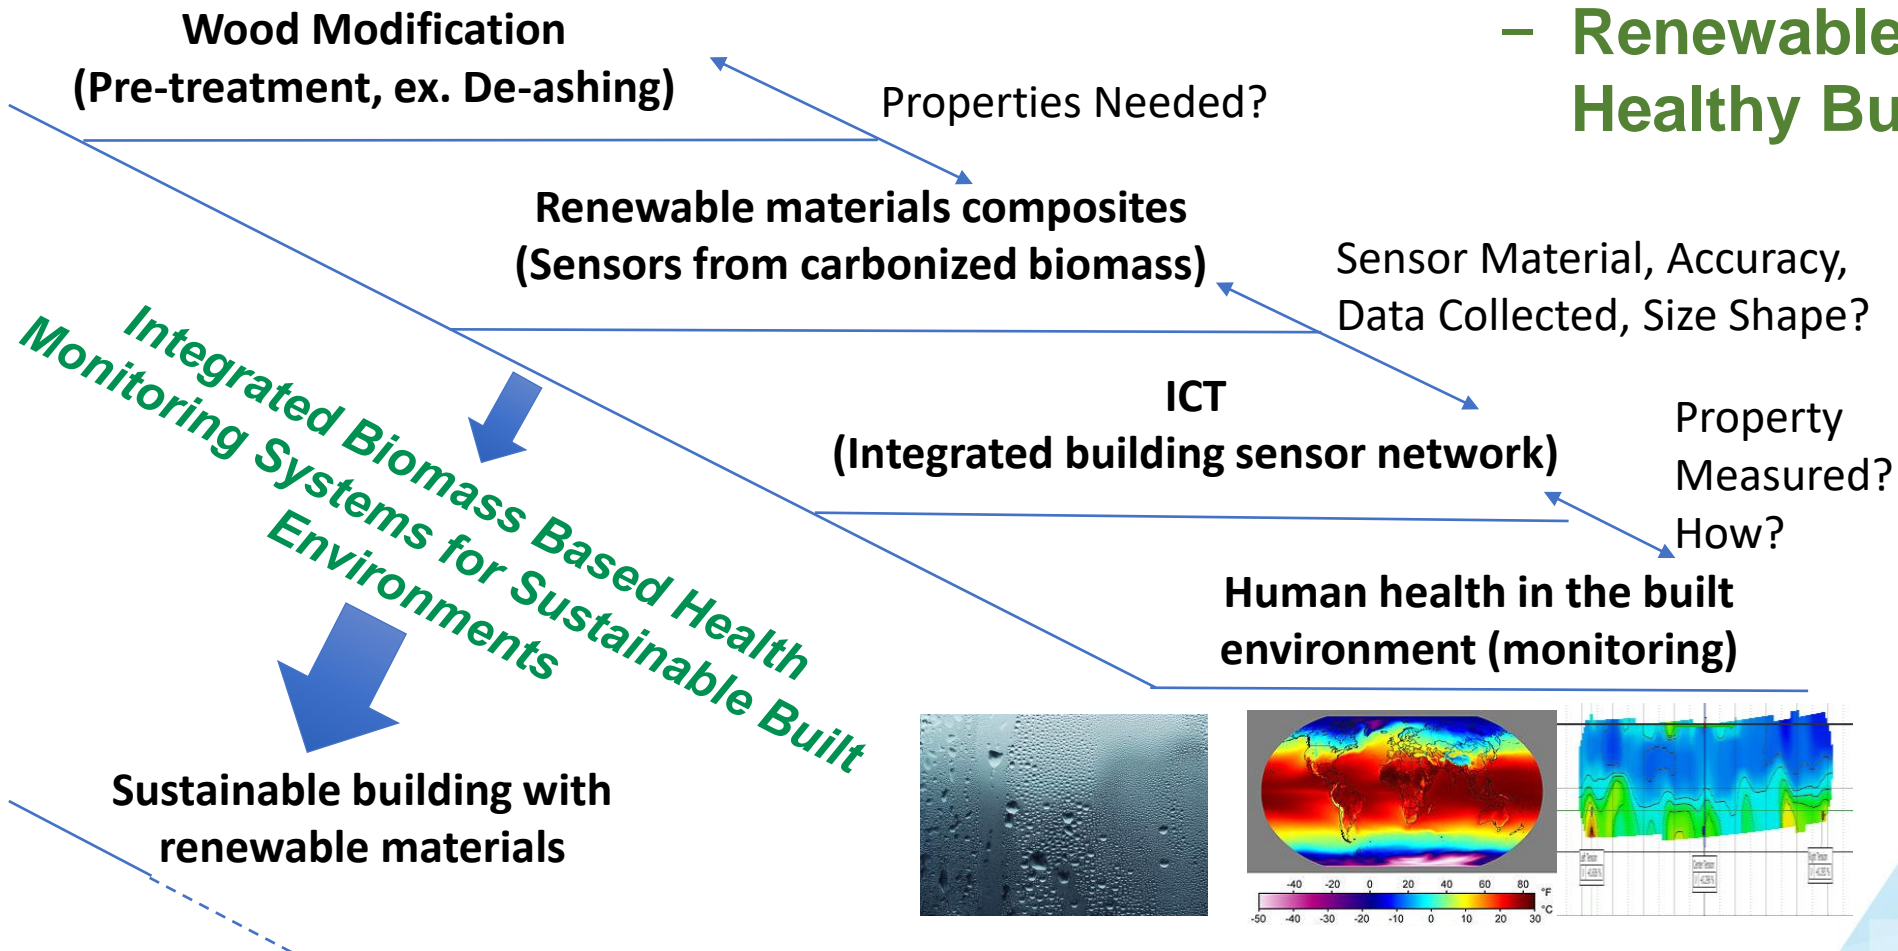 Wood Modification
(Pre-treatment, ex. De-ashing)
Properties Needed?
– Renewable
Healthy Bu
Renewable materials composites
(Sensors from carbonized biomass)
Sensor Material, Accuracy,
Data Collected, Size Shape?
ICT
(Integrated building sensor network)
Property
Measured?
How?
Human health in the built
environment (monitoring)
Integrated Biomass Based Health
Monitoring Systems for Sustainable Built
Environments
Sustainable building with
renewable materials
-40 -20 0 20 40 60 80 °F
-50 -40 -30 -20 -10 0 10 20 30 °C